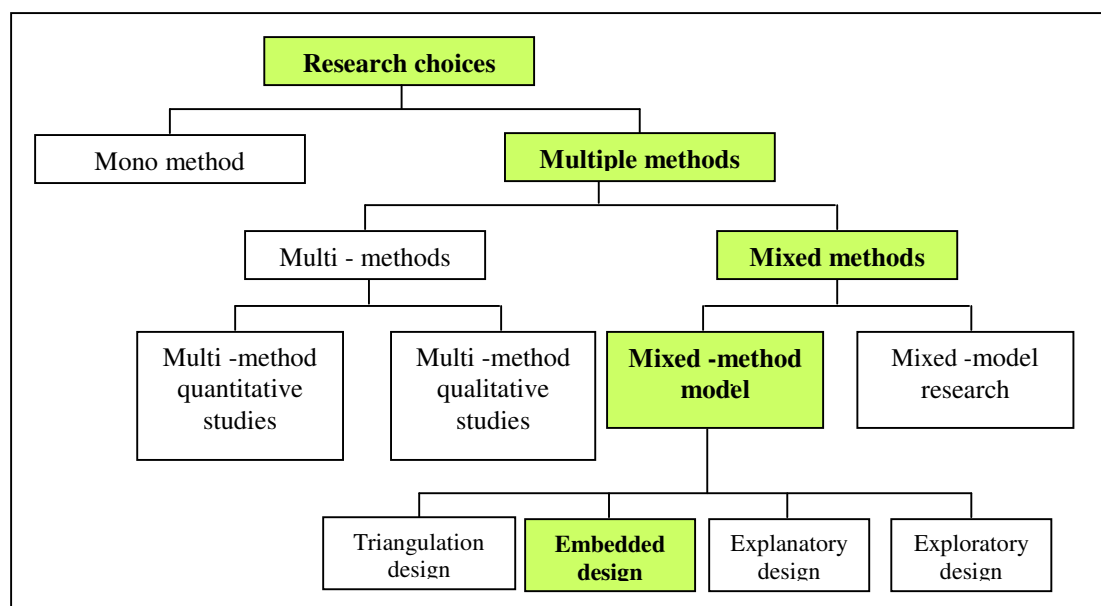 Research choices
Mono method
Multiple methods
Multi - methods
Mixed methods
Multi -method
quantitative
studies
Multi -method
qualitative
studies
Mixed -method
model
Mixed -model
research
Triangulation
design
Embedded
design
Explanatory
design
Exploratory
design